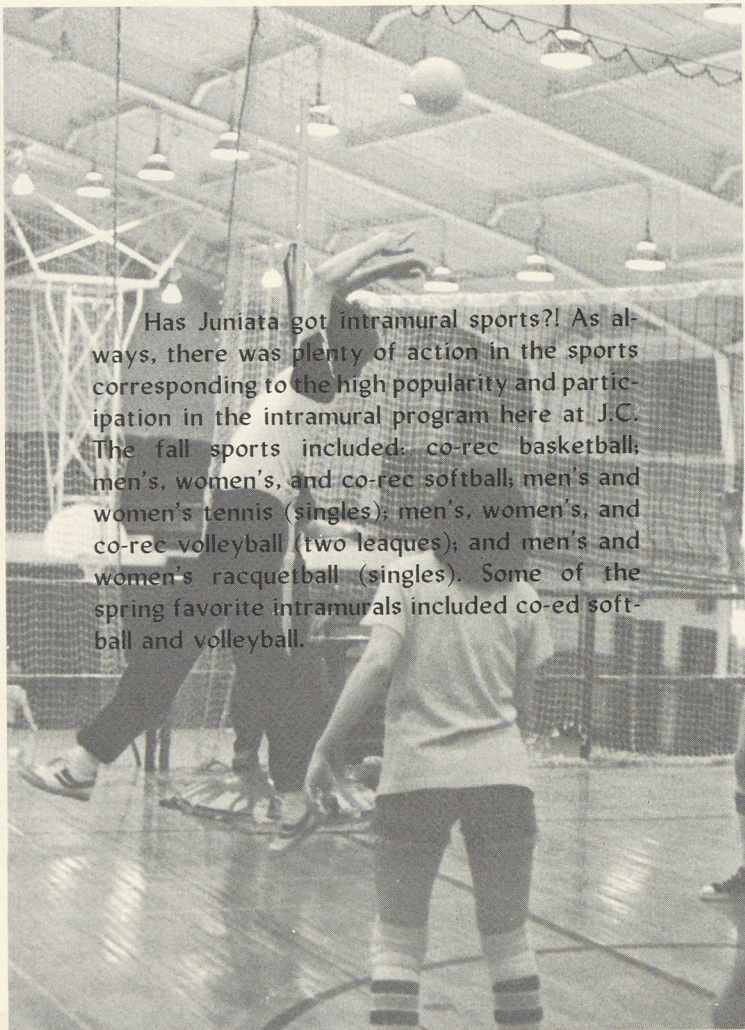 Has Juniata got intramural sports?! As al-
ways, there was plenty of action in the sports
corresponding to the high popularity and partic-
ipation in the intramural program here at J.C.
The fall sports included: co-rec basketball;
men's, women's, and co-rec softball; men's and
women's tennis (singles); men's, women's, and
co-rec volleyball (two leaques); and men's and
women's racquetball (singles). Some of the
spring favorite intramurals included co-ed soft-
ball and volleyball.